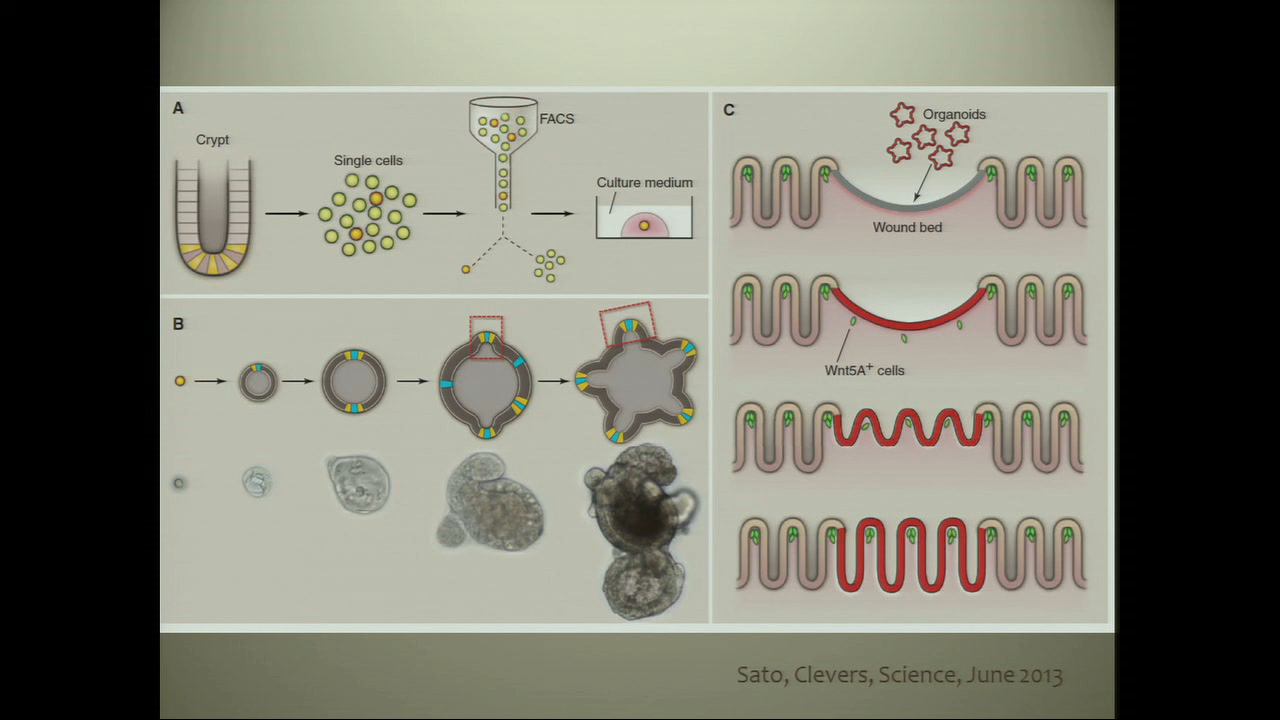 A
Crypt
Single cells
FACS
Culture medium
B
C
Organoids
Wound bed
Wnt5A⁺ cells
Sato, Clevers, Science, June 2013